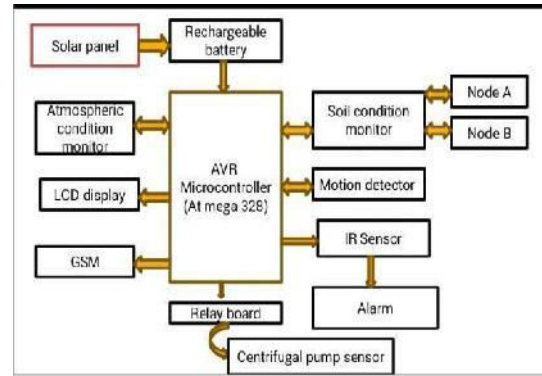 Solar panel
Rechargeable
battery
Atmospheric
condition
monitor
AVR
Microcontroller
(At mega 328)
Soil condition
monitor
Node A
Node B
LCD display
Motion detector
GSM
IR Sensor
Relay board
Alarm
Centrifugal pump sensor